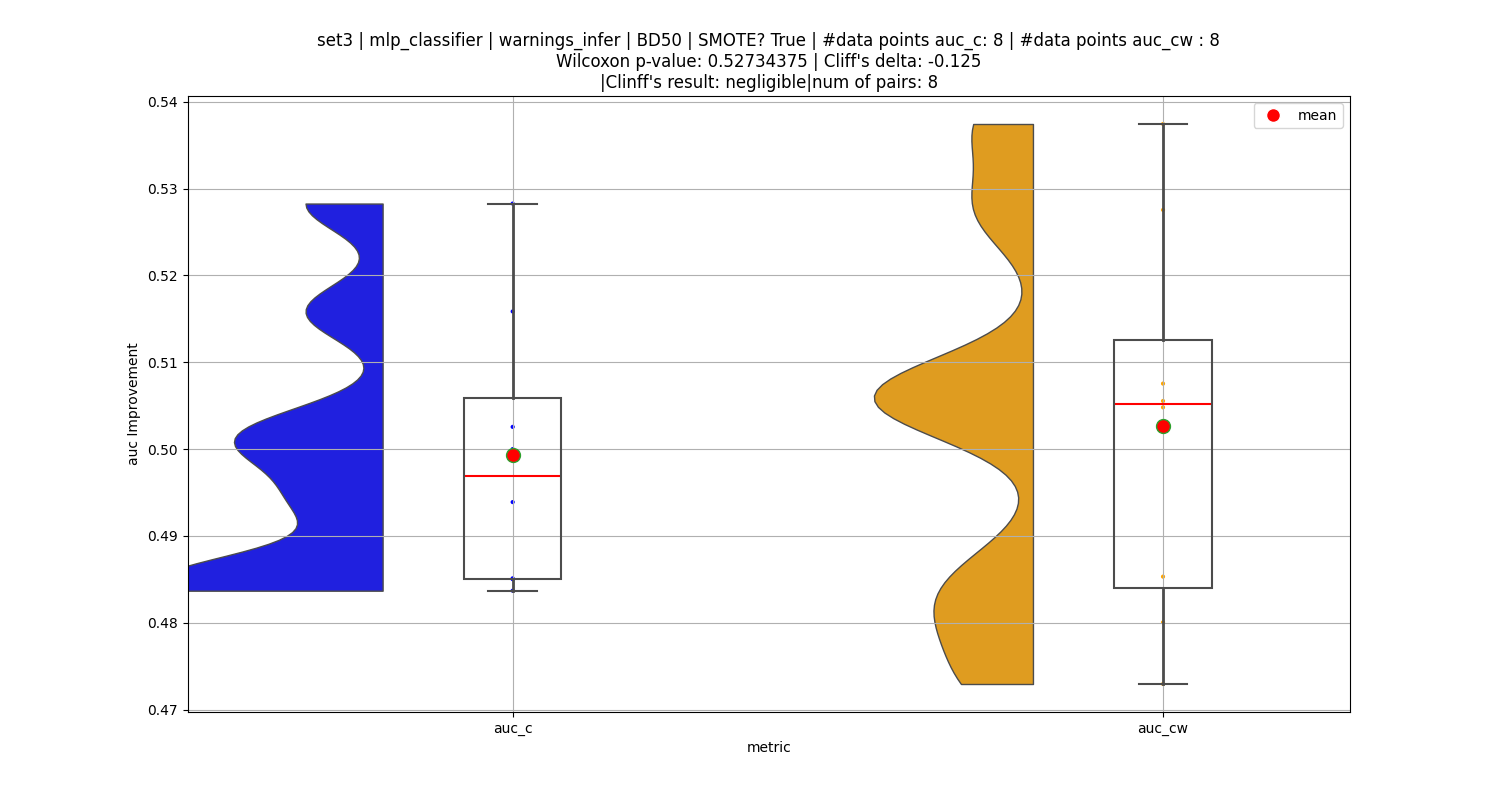 set3 | mlp_classifier | warnings_infer | BD50 | SMOTE? True | #data points auc_c: 8 | #data points auc_cw : 8
Wilcoxon p-value: 0.52734375 | Cliff's delta: -0.125
|Clinff's result: negligible|num of pairs: 8
mean
0.54
0.53
0.52
0.51
0.50
0.49
0.48
0.47
auc Improvement
auc_c
auc_cw
metric